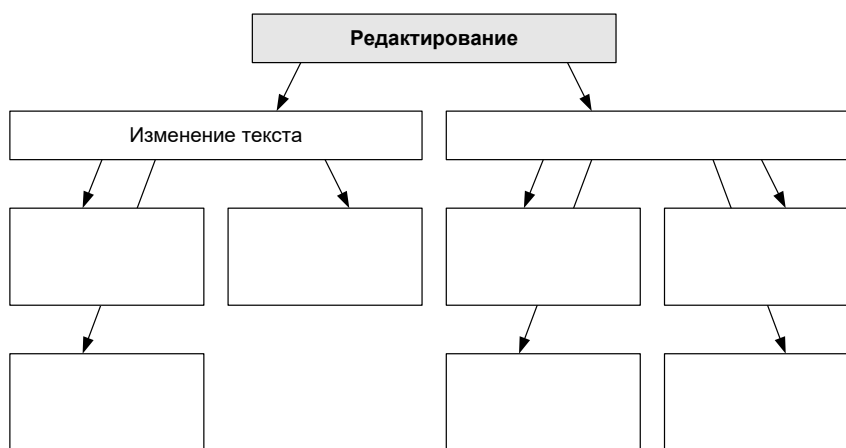 Редактирование
Изменение текста